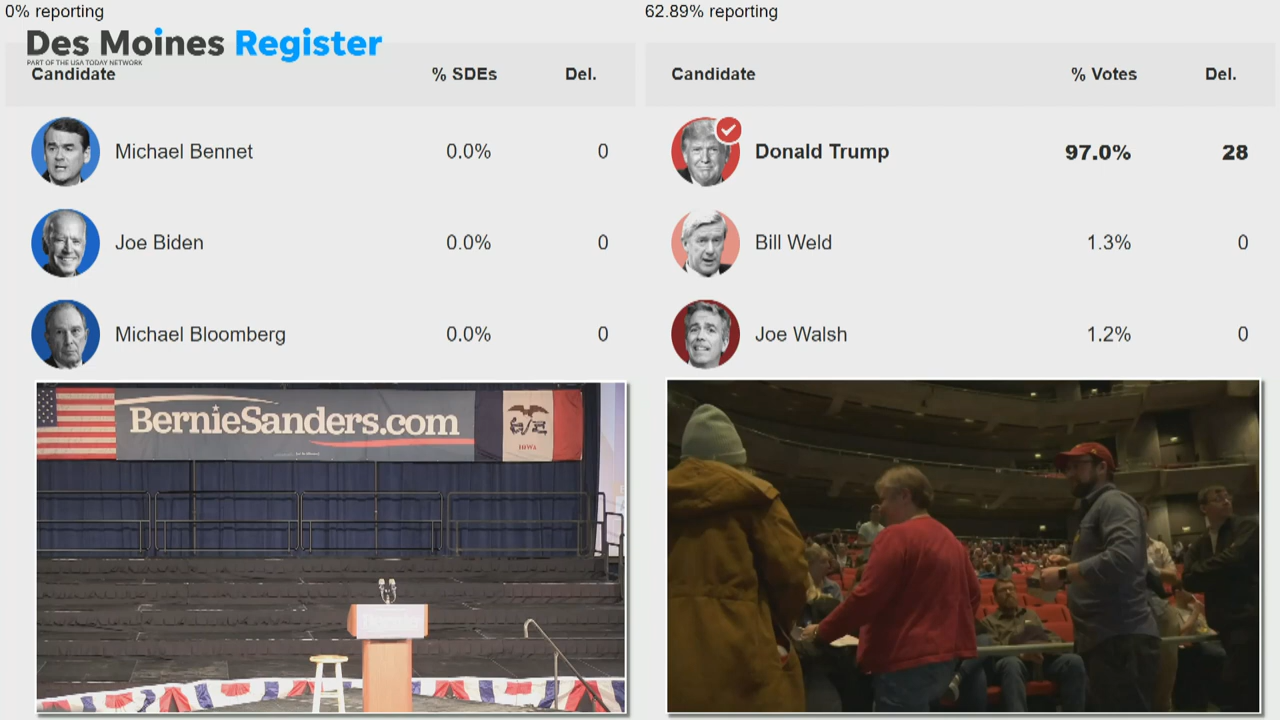 0% reporting
Des Moines Register
PART OF THE USA TODAY NETWORK
Candidate % SDEs Del.
Michael Bennet 0.0% 0
Joe Biden 0.0% 0
Michael Bloomberg 0.0% 0
BernieSanders.com
IOWA
62.89% reporting
Candidate % Votes Del.
Donald Trump 97.0% 28
Bill Weld 1.3% 0
Joe Walsh 1.2% 0